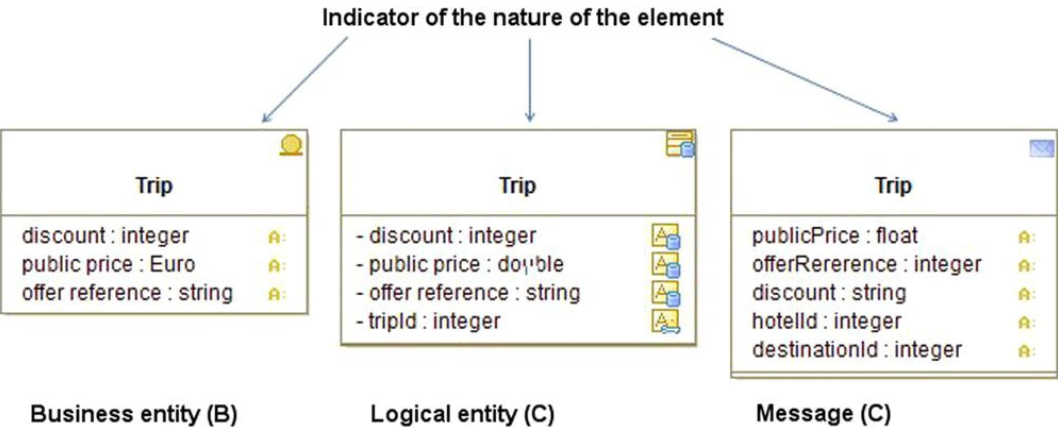 Indicator of the nature of the element
Trip
discount : integer
public price : Euro
offer reference : string
Business entity (B)
Trip
- discount : integer
- public price : double
- offer reference : string
- tripId : integer
Logical entity (C)
Trip
publicPrice : float
offerRererence : integer
discount : string
hotelId : integer
destinationId : integer
Message (C)